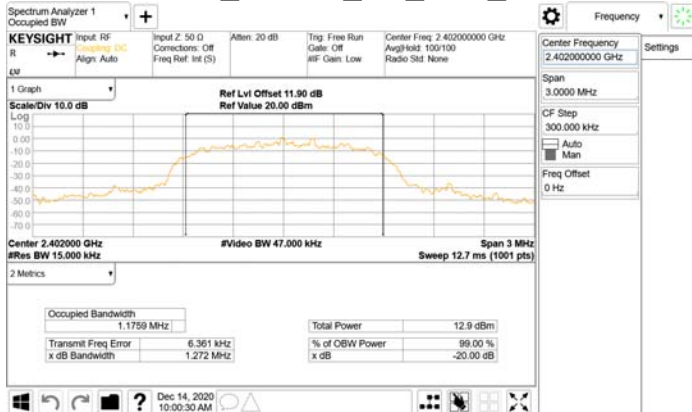 Spectrum Analyzer 1
Occupied BW
Frequency
KEYSIGHT
R
LXI
Input: RF
Coupling: DC
Align: Auto
Input Z: 50 Ω
Corrections: Off
Freq Ref: Int (S)
Atten: 20 dB
Trig: Free Run
Gate: Off
#IF Gain: Low
Center Freq: 2.402000000 GHz
Avg|Hold: 100/100
Radio Std: None
Center Frequency
2.402000000 GHz
Settings
Span
3.0000 MHz
CF Step
300.000 kHz
Auto
Man
Freq Offset
0 Hz
1 Graph
Scale/Div 10.0 dB
Ref Lvl Offset 11.90 dB
Ref Value 20.00 dBm
Log
10.0
0.00
-10.0
-20.0
-30.0
-40.0
-50.0
-60.0
-70.0
Center 2.402000 GHz
#Res BW 15.000 kHz
#Video BW 47.000 kHz
Span 3 MHz
Sweep 12.7 ms (1001 pts)
2 Metrics
Occupied Bandwidth
1.1759 MHz
Total Power 12.9 dBm
Transmit Freq Error 6.361 kHz
% of OBW Power 99.00 %
x dB Bandwidth 1.272 MHz
x dB -20.00 dB
Dec 14, 2020
10:00:30 AM